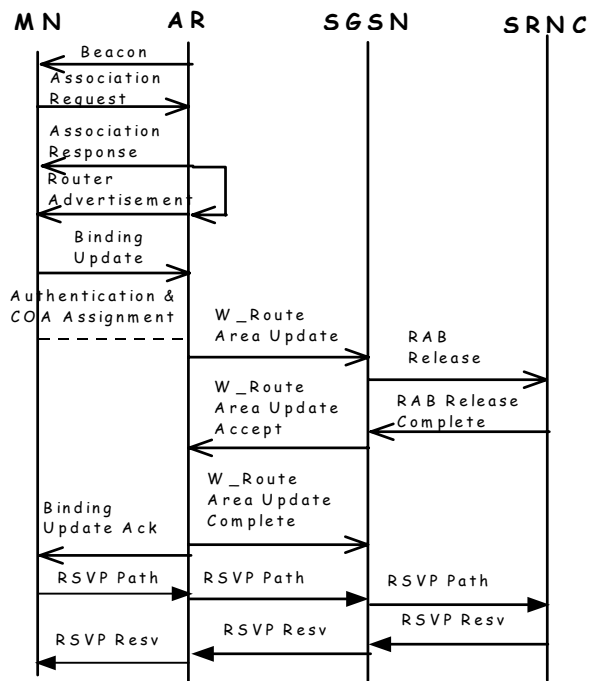 MN AR SGSN SRNC
Beacon
Association
Request
Association
Response
Router
Advertisement
Binding
Update
Authentication &
COA Assignment
W_Route
Area Update
RAB
Release
W_Route
Area Update
Accept
RAB Release
Complete
W_Route
Area Update
Complete
Binding
Update Ack
RSVP Path RSVP Path RSVP Path
RSVP Resv RSVP Resv RSVP Resv